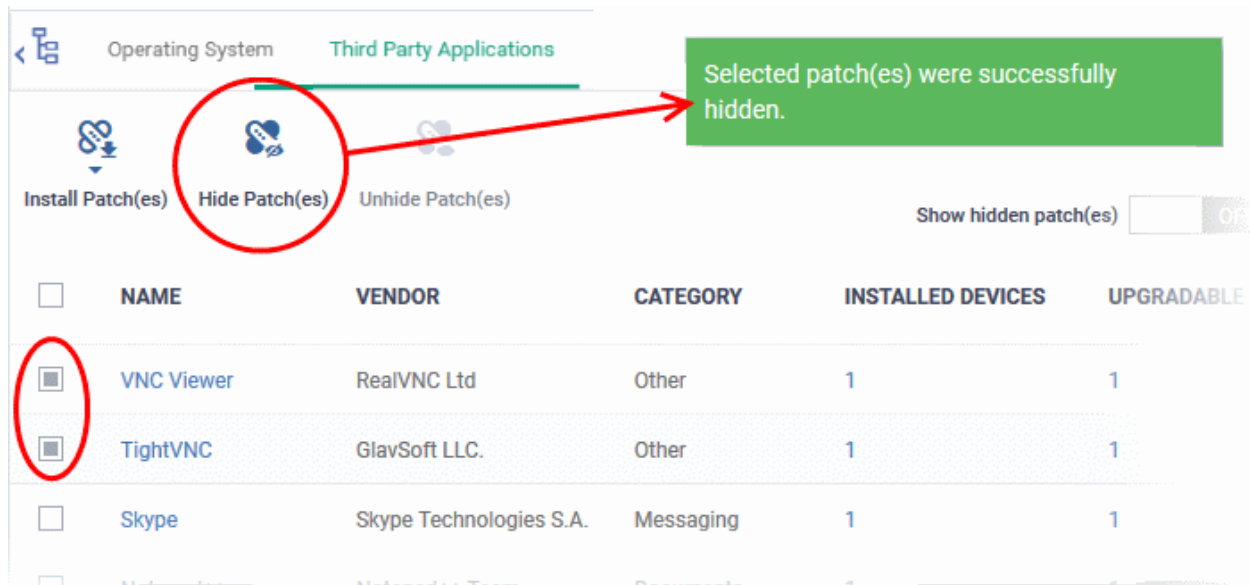 Operating System Third Party Applications
Selected patch(es) were successfully
hidden.
Install Patch(es) Hide Patch(es) Unhide Patch(es)
Show hidden patch(es)
NAME VENDOR CATEGORY INSTALLED DEVICES UPGRADABLE
VNC Viewer RealVNC Ltd Other 1 1
TightVNC GlavSoft LLC. Other 1 1
Skype Skype Technologies S.A. Messaging 1 1